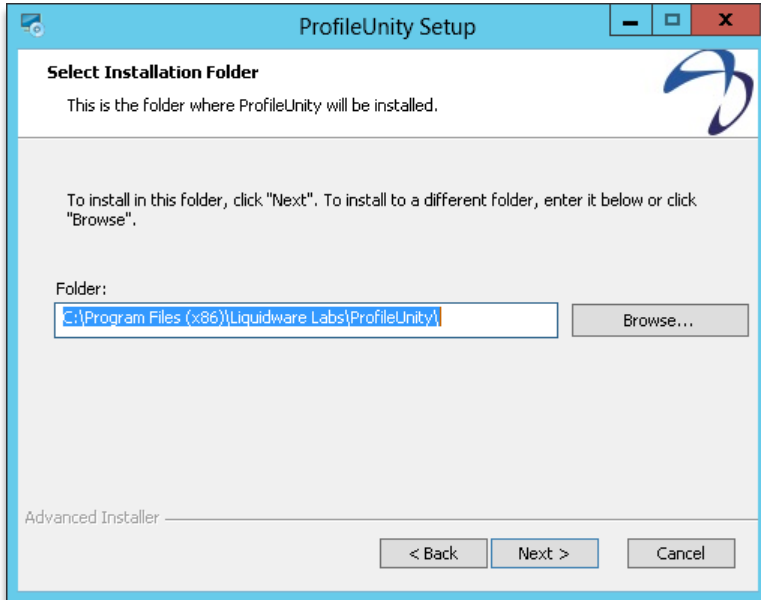 ProfileUnity Setup
Select Installation Folder
This is the folder where ProfileUnity will be installed.
To install in this folder, click "Next". To install to a different folder, enter it below or click
"Browse".
Folder:
C:\Program Files (x86)\Liquidware Labs\ProfileUnity\
Browse...
Advanced Installer
< Back
Next >
Cancel